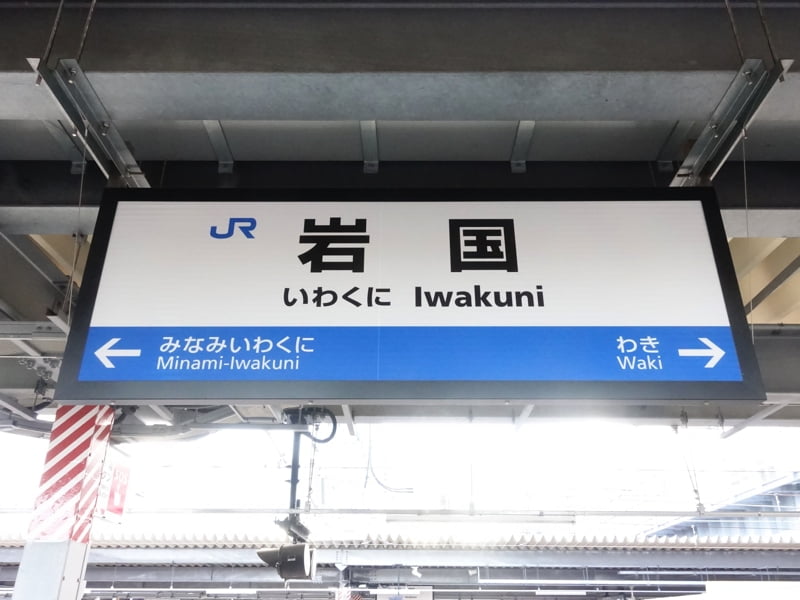 JR 岩国
いわくに Iwakuni
← みなみいわくに
Minami-Iwakuni
わき →
Waki